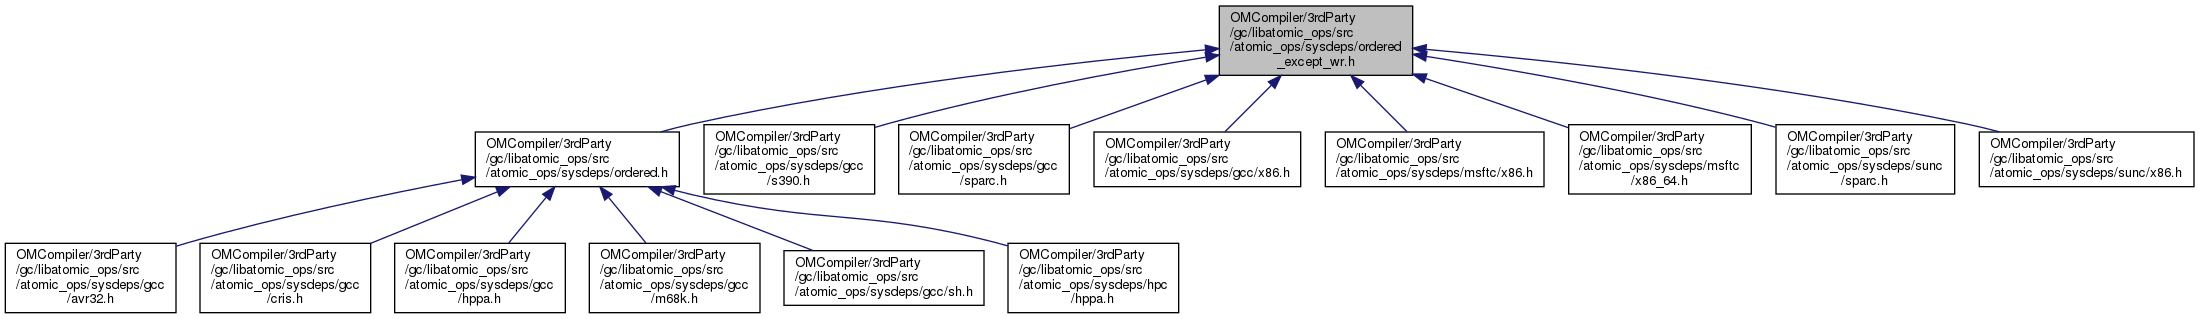 OMCompiler/3rdParty
/gc/libatomic_ops/src
/atomic_ops/sysdeps/ordered
_except_wr.h
OMCompiler/3rdParty
/gc/libatomic_ops/src
/atomic_ops/sysdeps/ordered.h
OMCompiler/3rdParty
/gc/libatomic_ops/src
/atomic_ops/sysdeps/gcc
/s390.h
OMCompiler/3rdParty
/gc/libatomic_ops/src
/atomic_ops/sysdeps/gcc
/sparc.h
OMCompiler/3rdParty
/gc/libatomic_ops/src
/atomic_ops/sysdeps/gcc/x86.h
OMCompiler/3rdParty
/gc/libatomic_ops/src
/atomic_ops/sysdeps/msftc/x86.h
OMCompiler/3rdParty
/gc/libatomic_ops/src
/atomic_ops/sysdeps/msftc
/x86_64.h
OMCompiler/3rdParty
/gc/libatomic_ops/src
/atomic_ops/sysdeps/sunc
/sparc.h
OMCompiler/3rdParty
/gc/libatomic_ops/src
/atomic_ops/sysdeps/sunc/x86.h
OMCompiler/3rdParty
/gc/libatomic_ops/src
/atomic_ops/sysdeps/gcc
/avr32.h
OMCompiler/3rdParty
/gc/libatomic_ops/src
/atomic_ops/sysdeps/gcc
/cris.h
OMCompiler/3rdParty
/gc/libatomic_ops/src
/atomic_ops/sysdeps/gcc
/hppa.h
OMCompiler/3rdParty
/gc/libatomic_ops/src
/atomic_ops/sysdeps/gcc
/m68k.h
OMCompiler/3rdParty
/gc/libatomic_ops/src
/atomic_ops/sysdeps/gcc/sh.h
OMCompiler/3rdParty
/gc/libatomic_ops/src
/atomic_ops/sysdeps/hpc
/hppa.h